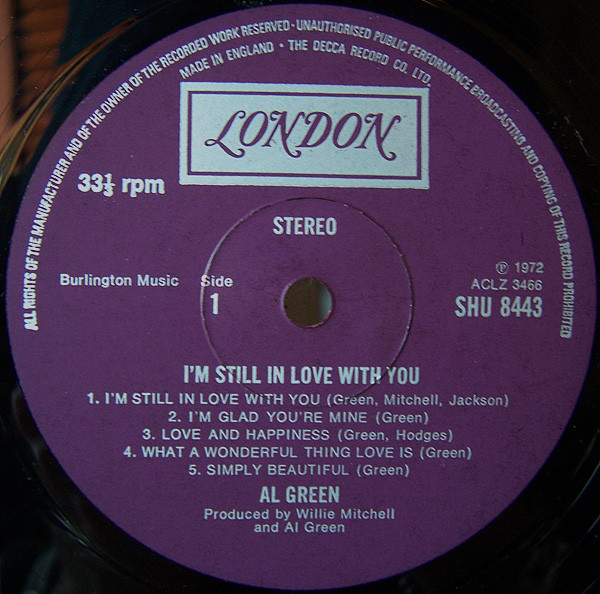 ALL RIGHTS OF THE MANUFACTURER AND OF THE OWNER OF THE RECORDED WORK RESERVED · UNAUTHORISED PUBLIC PERFORMANCE BROADCASTING AND COPYING OF THIS RECORD PROHIBITED
MADE IN ENGLAND · THE DECCA RECORD CO. LTD.
LONDON
33⅓ rpm
STEREO
Burlington Music
Side
1
℗ 1972
ACLZ 3466
SHU 8443
I'M STILL IN LOVE WITH YOU
1. I'M STILL IN LOVE WITH YOU (Green, Mitchell, Jackson)
2. I'M GLAD YOU'RE MINE (Green)
3. LOVE AND HAPPINESS (Green, Hodges)
4. WHAT A WONDERFUL THING LOVE IS (Green)
5. SIMPLY BEAUTIFUL (Green)
AL GREEN
Produced by Willie Mitchell
and Al Green